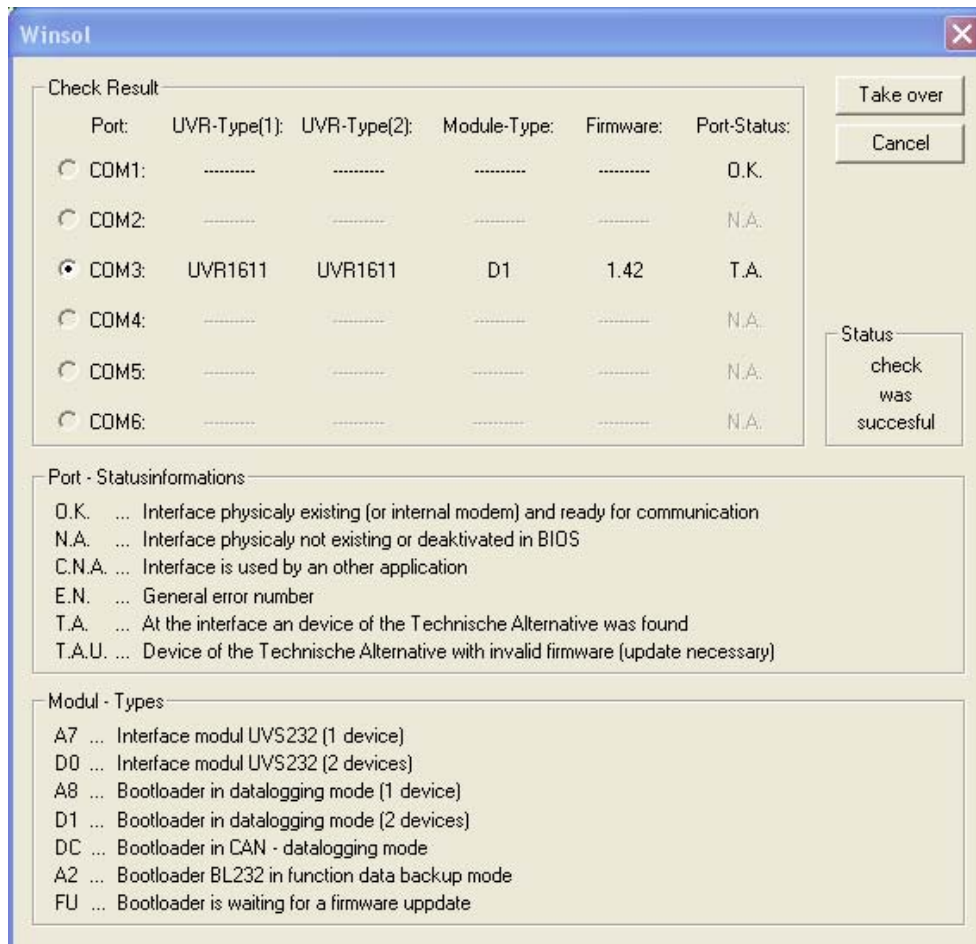 Winsol
Check Result
Take over
Cancel
Port: UVR-Type(1): UVR-Type(2): Module-Type: Firmware: Port-Status:
COM1: ---------- ---------- ---------- ---------- O.K.
COM2: ---------- ---------- ---------- ---------- N.A.
COM3: UVR1611 UVR1611 D1 1.42 T.A.
COM4: ---------- ---------- ---------- ---------- N.A.
COM5: ---------- ---------- ---------- ---------- N.A.
COM6: ---------- ---------- ---------- ---------- N.A.
Status
check
was
succesful
Port - Statusinformations
O.K. ... Interface physicaly existing (or internal modem) and ready for communication
N.A. ... Interface physicaly not existing or deaktivated in BIOS
C.N.A. ... Interface is used by an other application
E.N. ... General error number
T.A. ... At the interface an device of the Technische Alternative was found
T.A.U. ... Device of the Technische Alternative with invalid firmware (update necessary)
Modul - Types
A7 ... Interface modul UVS232 (1 device)
D0 ... Interface modul UVS232 (2 devices)
A8 ... Bootloader in datalogging mode (1 device)
D1 ... Bootloader in datalogging mode (2 devices)
DC ... Bootloader in CAN - datalogging mode
A2 ... Bootloader BL232 in function data backup mode
FU ... Bootloader is waiting for a firmware uppdate